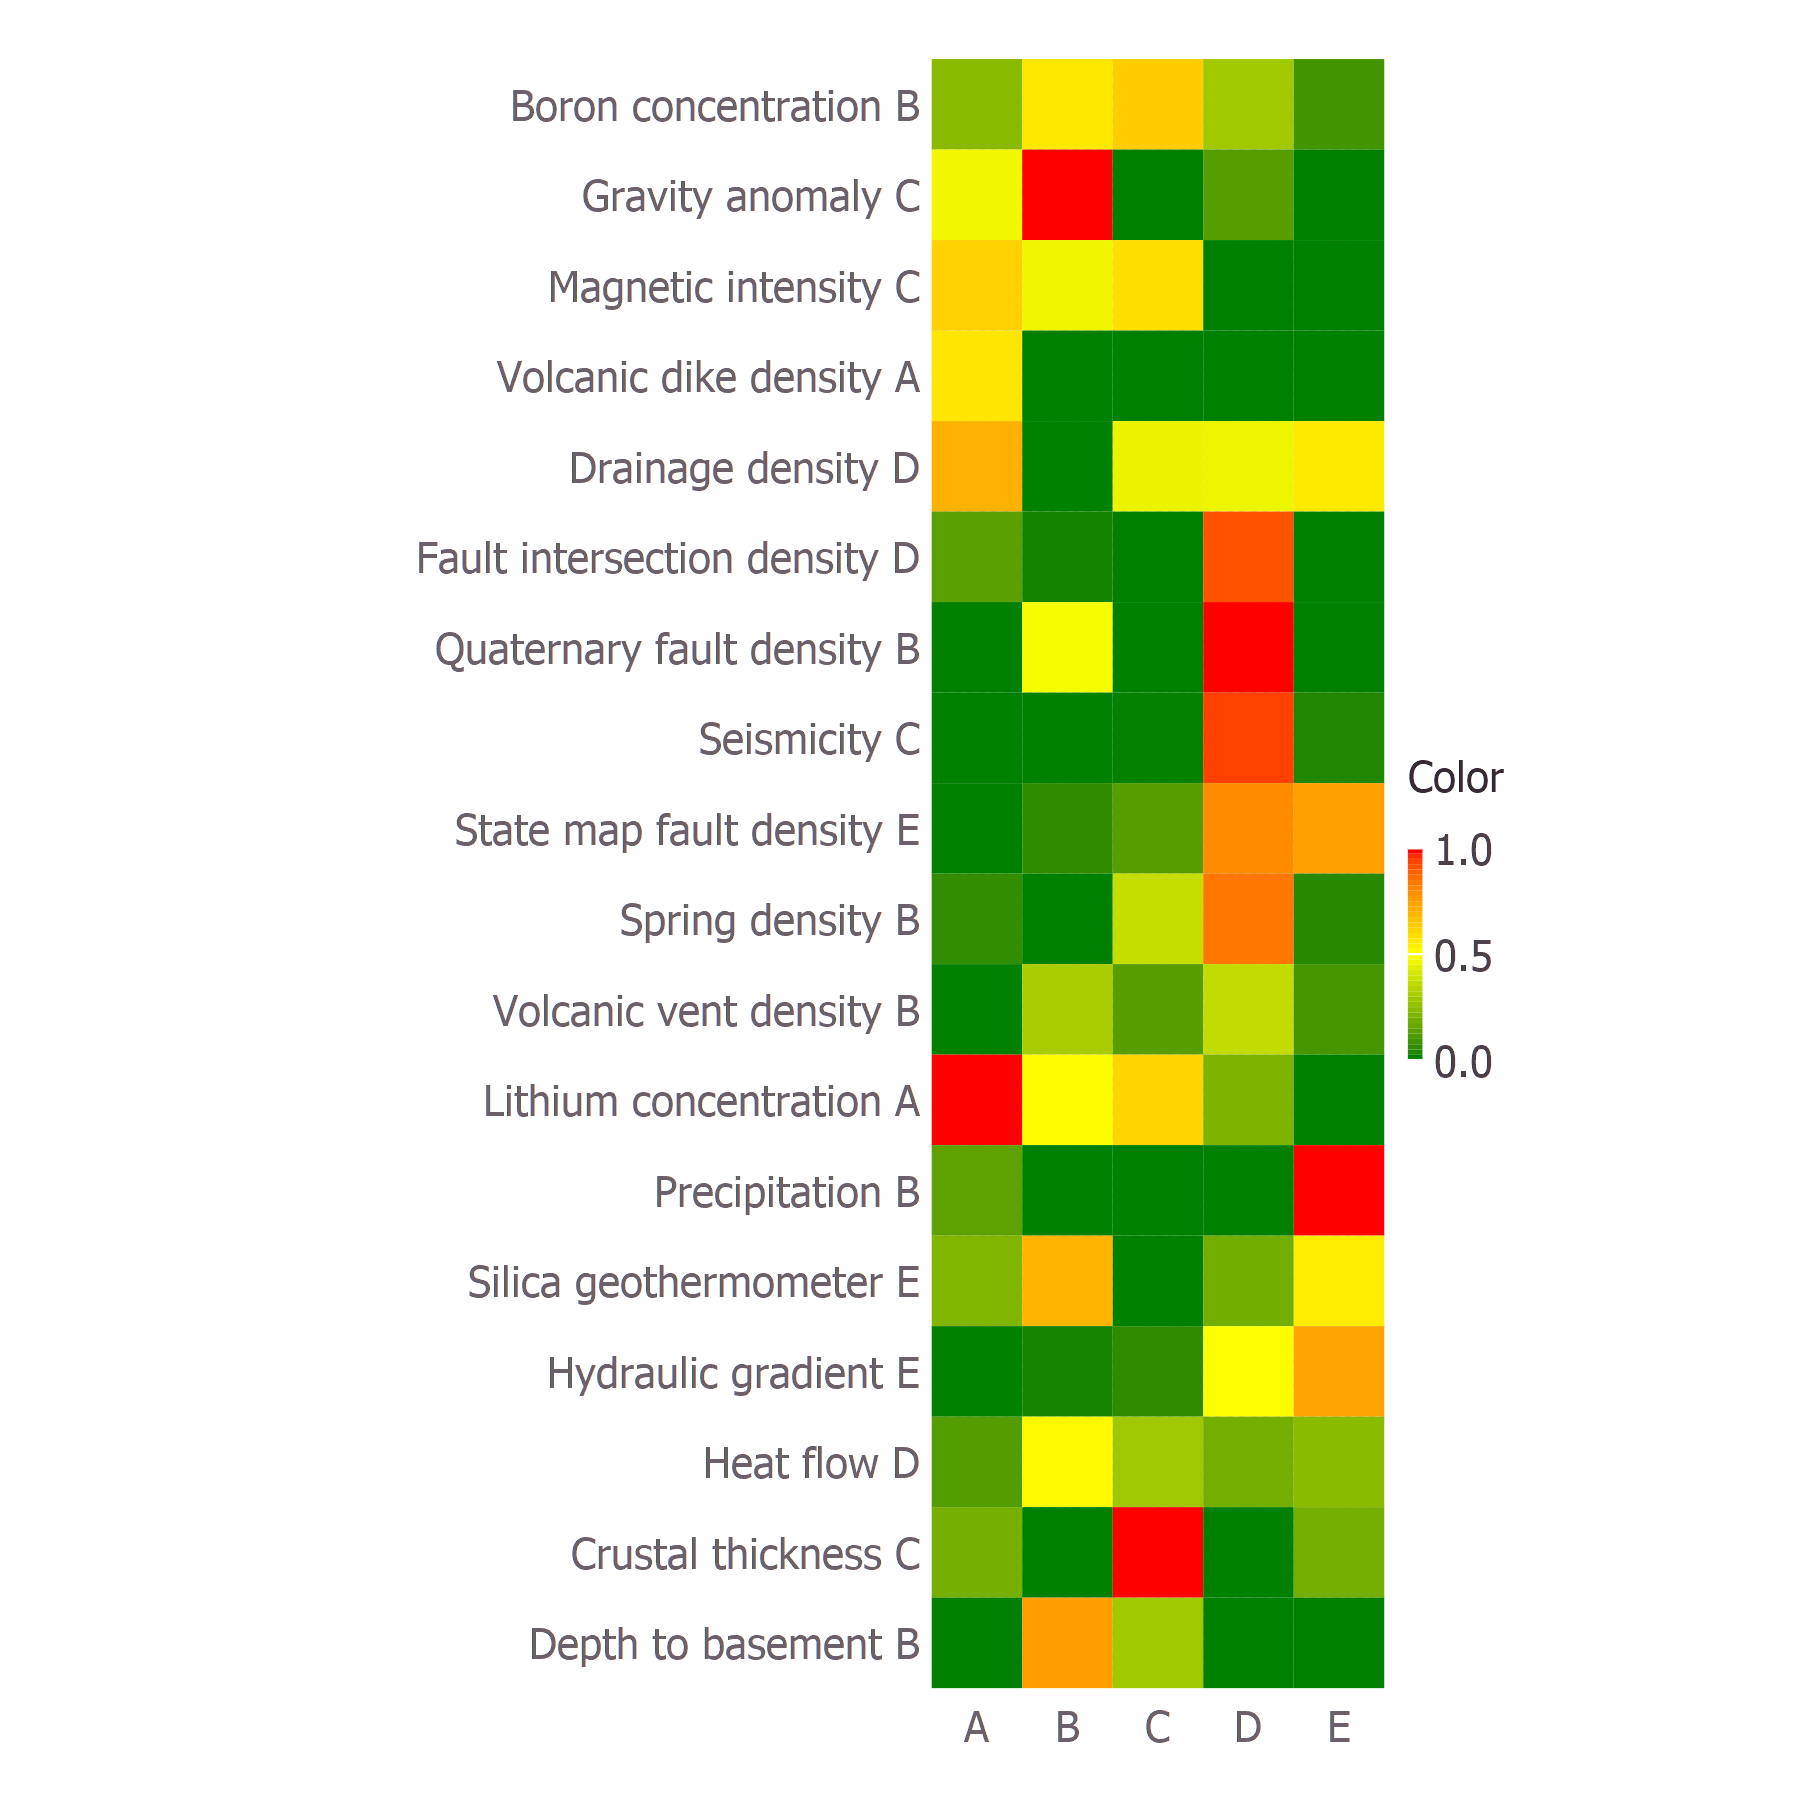 Boron concentration B
Gravity anomaly C
Magnetic intensity C
Volcanic dike density A
Drainage density D
Fault intersection density D
Quaternary fault density B
Seismicity C
State map fault density E
Spring density B
Volcanic vent density B
Lithium concentration A
Precipitation B
Silica geothermometer E
Hydraulic gradient E
Heat flow D
Crustal thickness C
Depth to basement B
A B C D E
Color
1.0
0.5
0.0